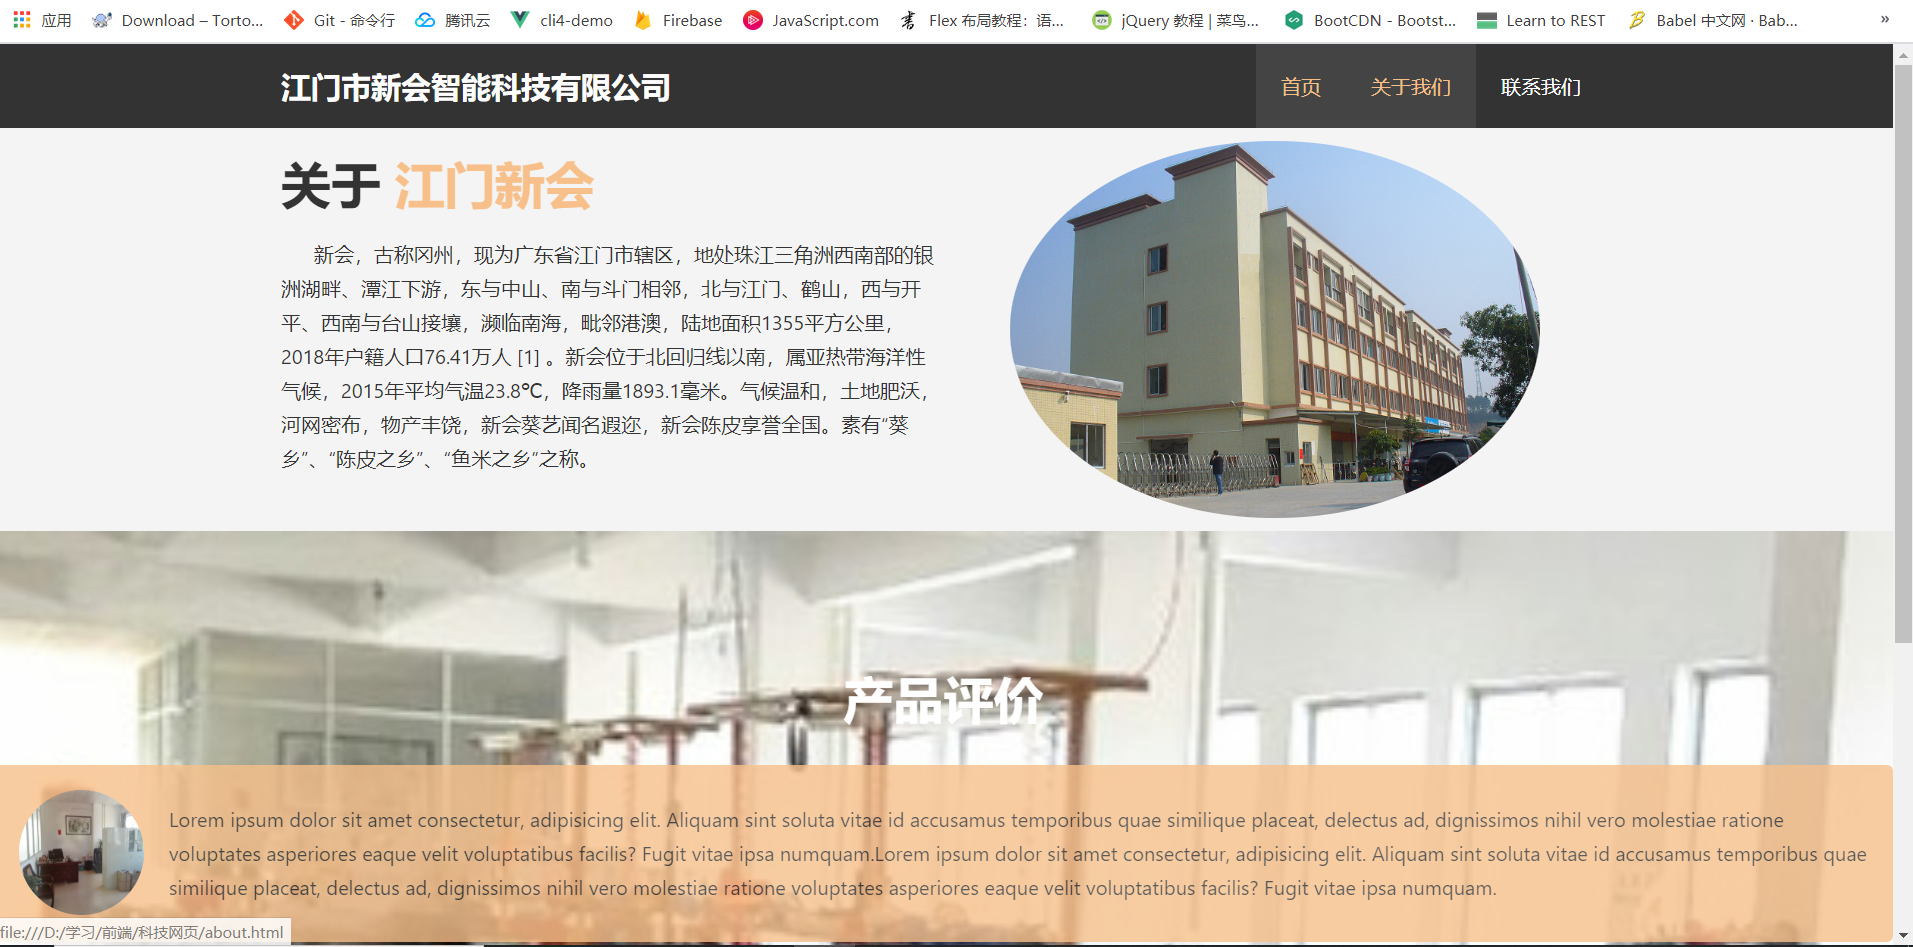 应用 Download – Torto... Git - 命令行 腾讯云 cli4-demo Firebase JavaScript.com Flex 布局教程：语... jQuery 教程 | 菜鸟... BootCDN - Bootst... Learn to REST Babel 中文网 · Bab... »
江门市新会智能科技有限公司 首页 关于我们 联系我们
关于 江门新会
新会，古称冈州，现为广东省江门市辖区，地处珠江三角洲西南部的银
洲湖畔、潭江下游，东与中山、南与斗门相邻，北与江门、鹤山，西与开
平、西南与台山接壤，濒临南海，毗邻港澳，陆地面积1355平方公里，
2018年户籍人口76.41万人 [1] 。新会位于北回归线以南，属亚热带海洋性
气候，2015年平均气温23.8℃，降雨量1893.1毫米。气候温和，土地肥沃，
河网密布，物产丰饶，新会葵艺闻名遐迩，新会陈皮享誉全国。素有“葵
乡”、“陈皮之乡”、“鱼米之乡”之称。
产品评价
Lorem ipsum dolor sit amet consectetur, adipisicing elit. Aliquam sint soluta vitae id accusamus temporibus quae similique placeat, delectus ad, dignissimos nihil vero molestiae ratione
voluptates asperiores eaque velit voluptatibus facilis? Fugit vitae ipsa numquam.Lorem ipsum dolor sit amet consectetur, adipisicing elit. Aliquam sint soluta vitae id accusamus temporibus quae
similique placeat, delectus ad, dignissimos nihil vero molestiae ratione voluptates asperiores eaque velit voluptatibus facilis? Fugit vitae ipsa numquam.
file:///D:/学习/前端/科技网页/about.html